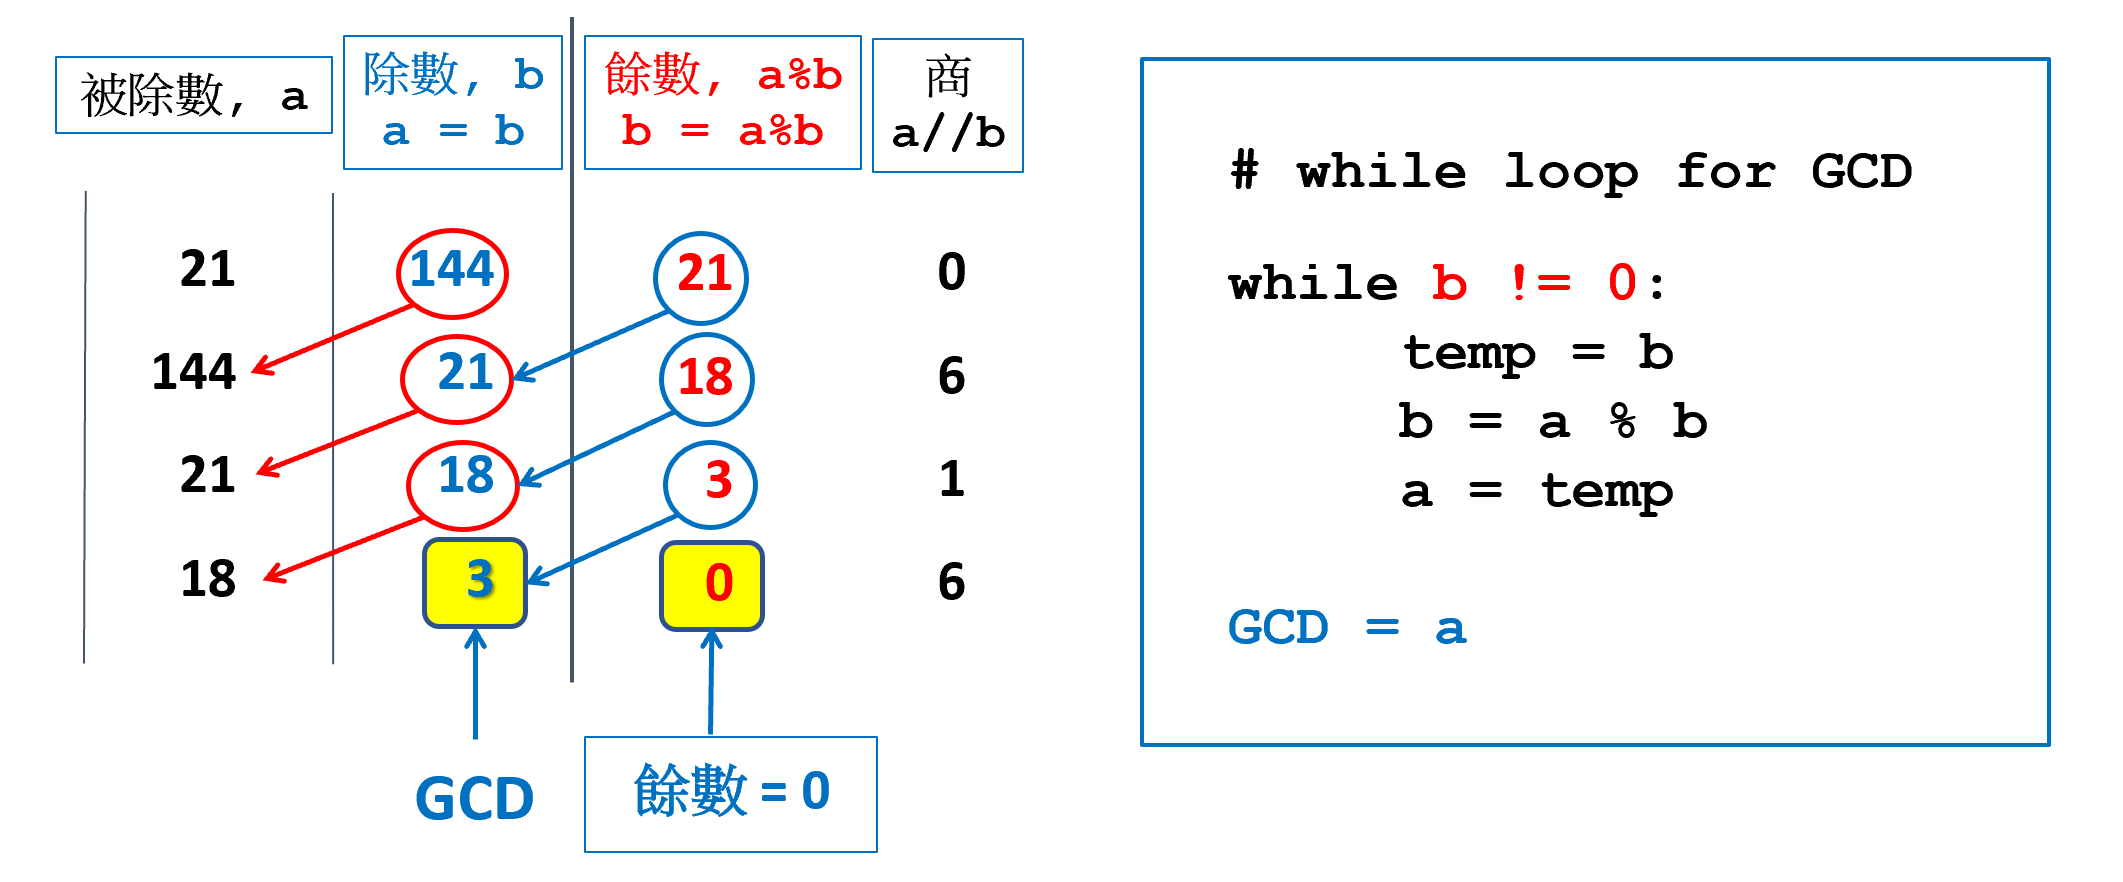 被除數, a
除數, b
a = b
餘數, a%b
b = a%b
商
a//b
21 144 21 0
144 21 18 6
21 18 3 1
18 3 0 6
GCD
餘數 = 0
# while loop for GCD
while b != 0:
temp = b
b = a % b
a = temp
GCD = a